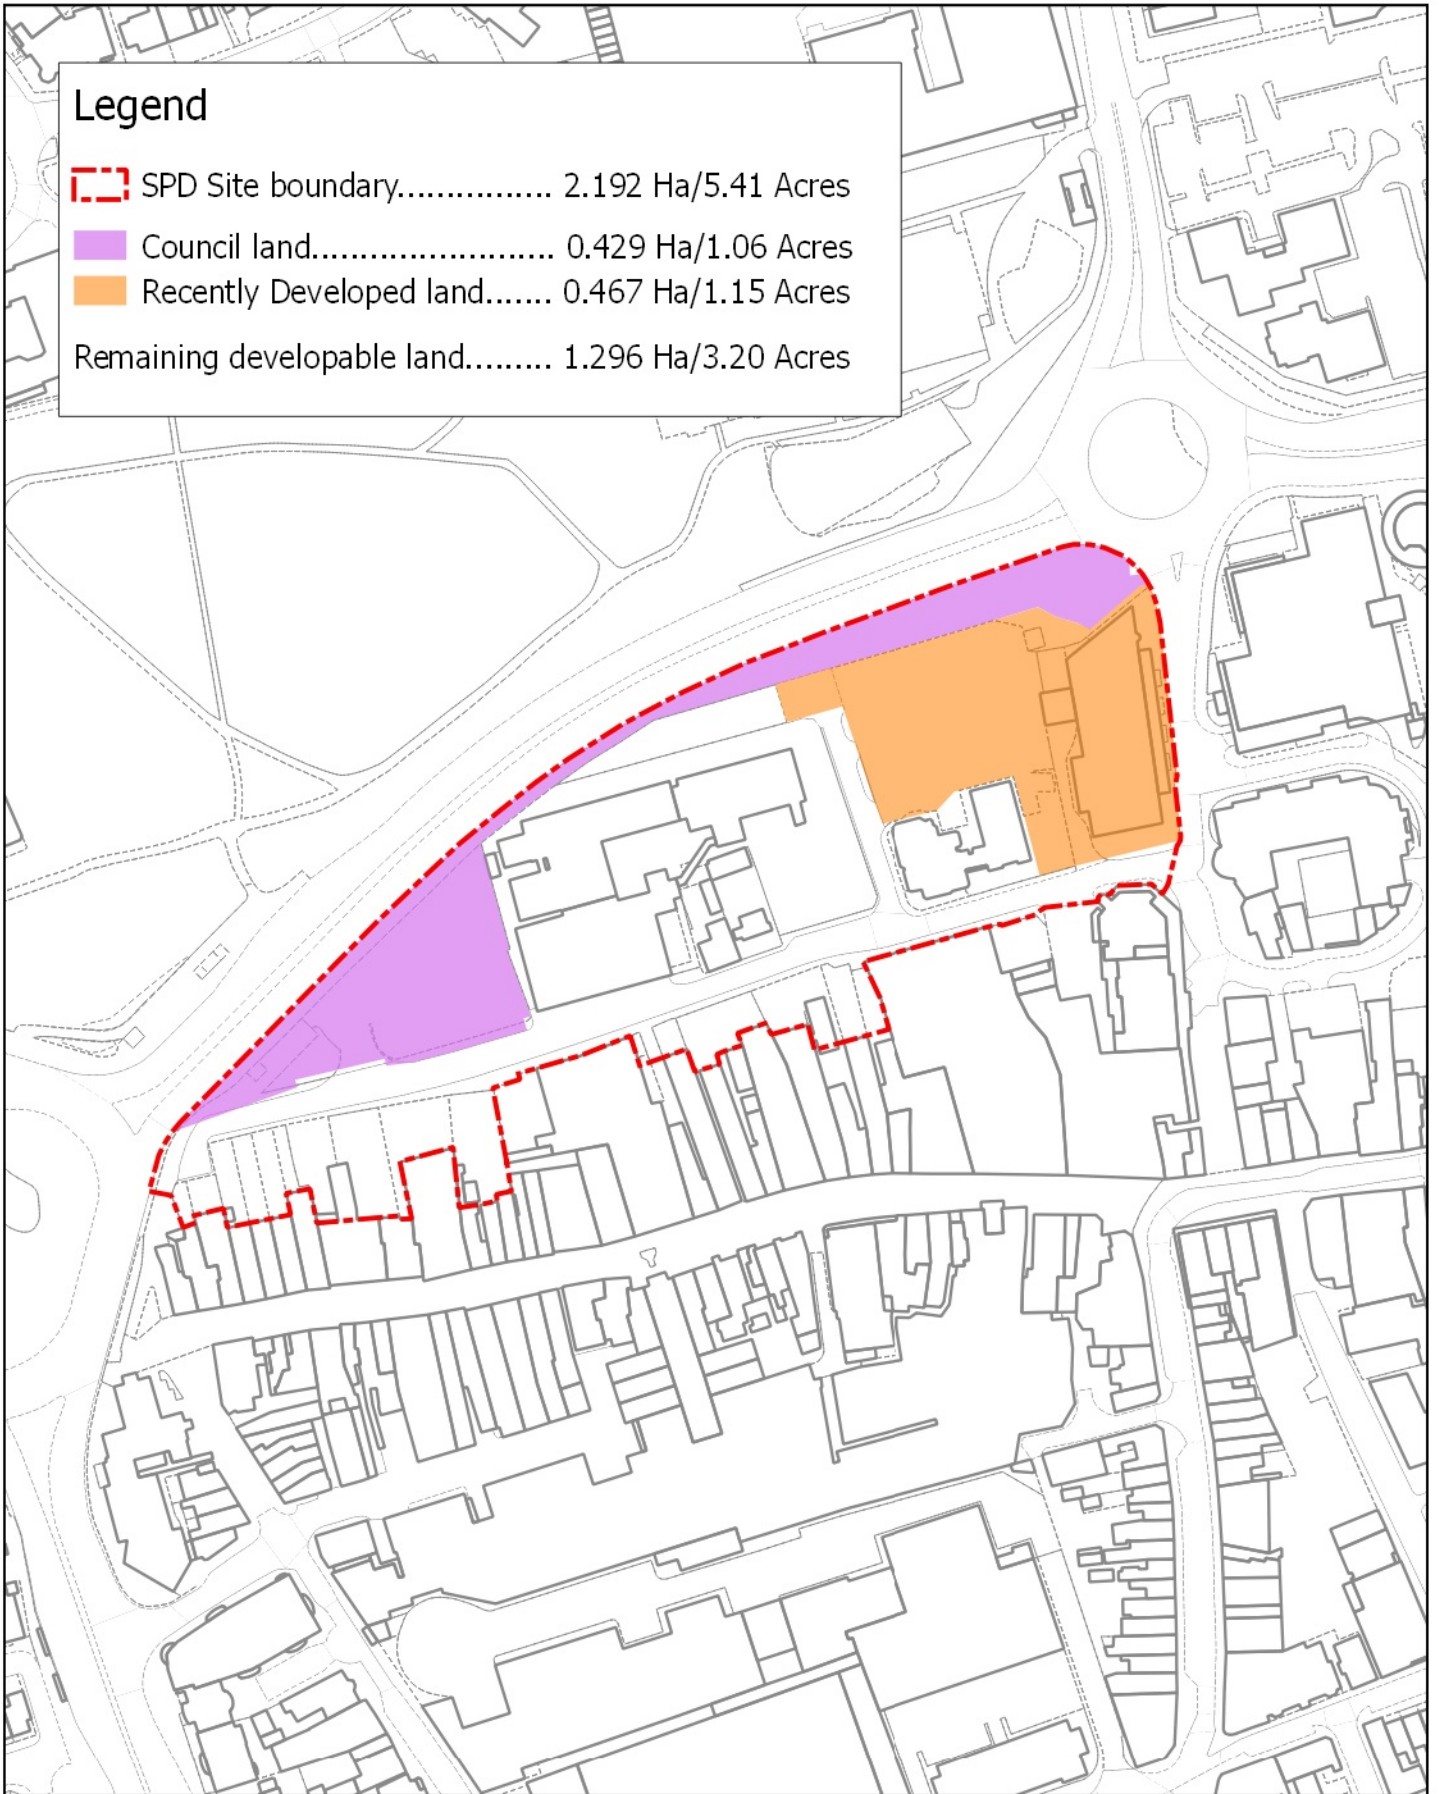 Legend
SPD Site boundary............... 2.192 Ha/5.41 Acres
Council land........................ 0.429 Ha/1.06 Acres
Recently Developed land....... 0.467 Ha/1.15 Acres
Remaining developable land......... 1.296 Ha/3.20 Acres